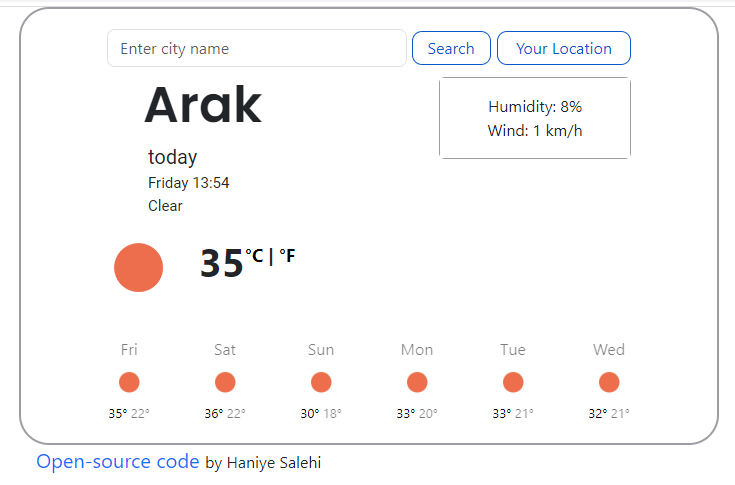 Enter city name Search Your Location
Arak
Humidity: 8%
Wind: 1 km/h
today
Friday 13:54
Clear
35°C | °F
Fri Sat Sun Mon Tue Wed
35° 22° 36° 22° 30° 18° 33° 20° 33° 21° 32° 21°
Open-source code by Haniye Salehi